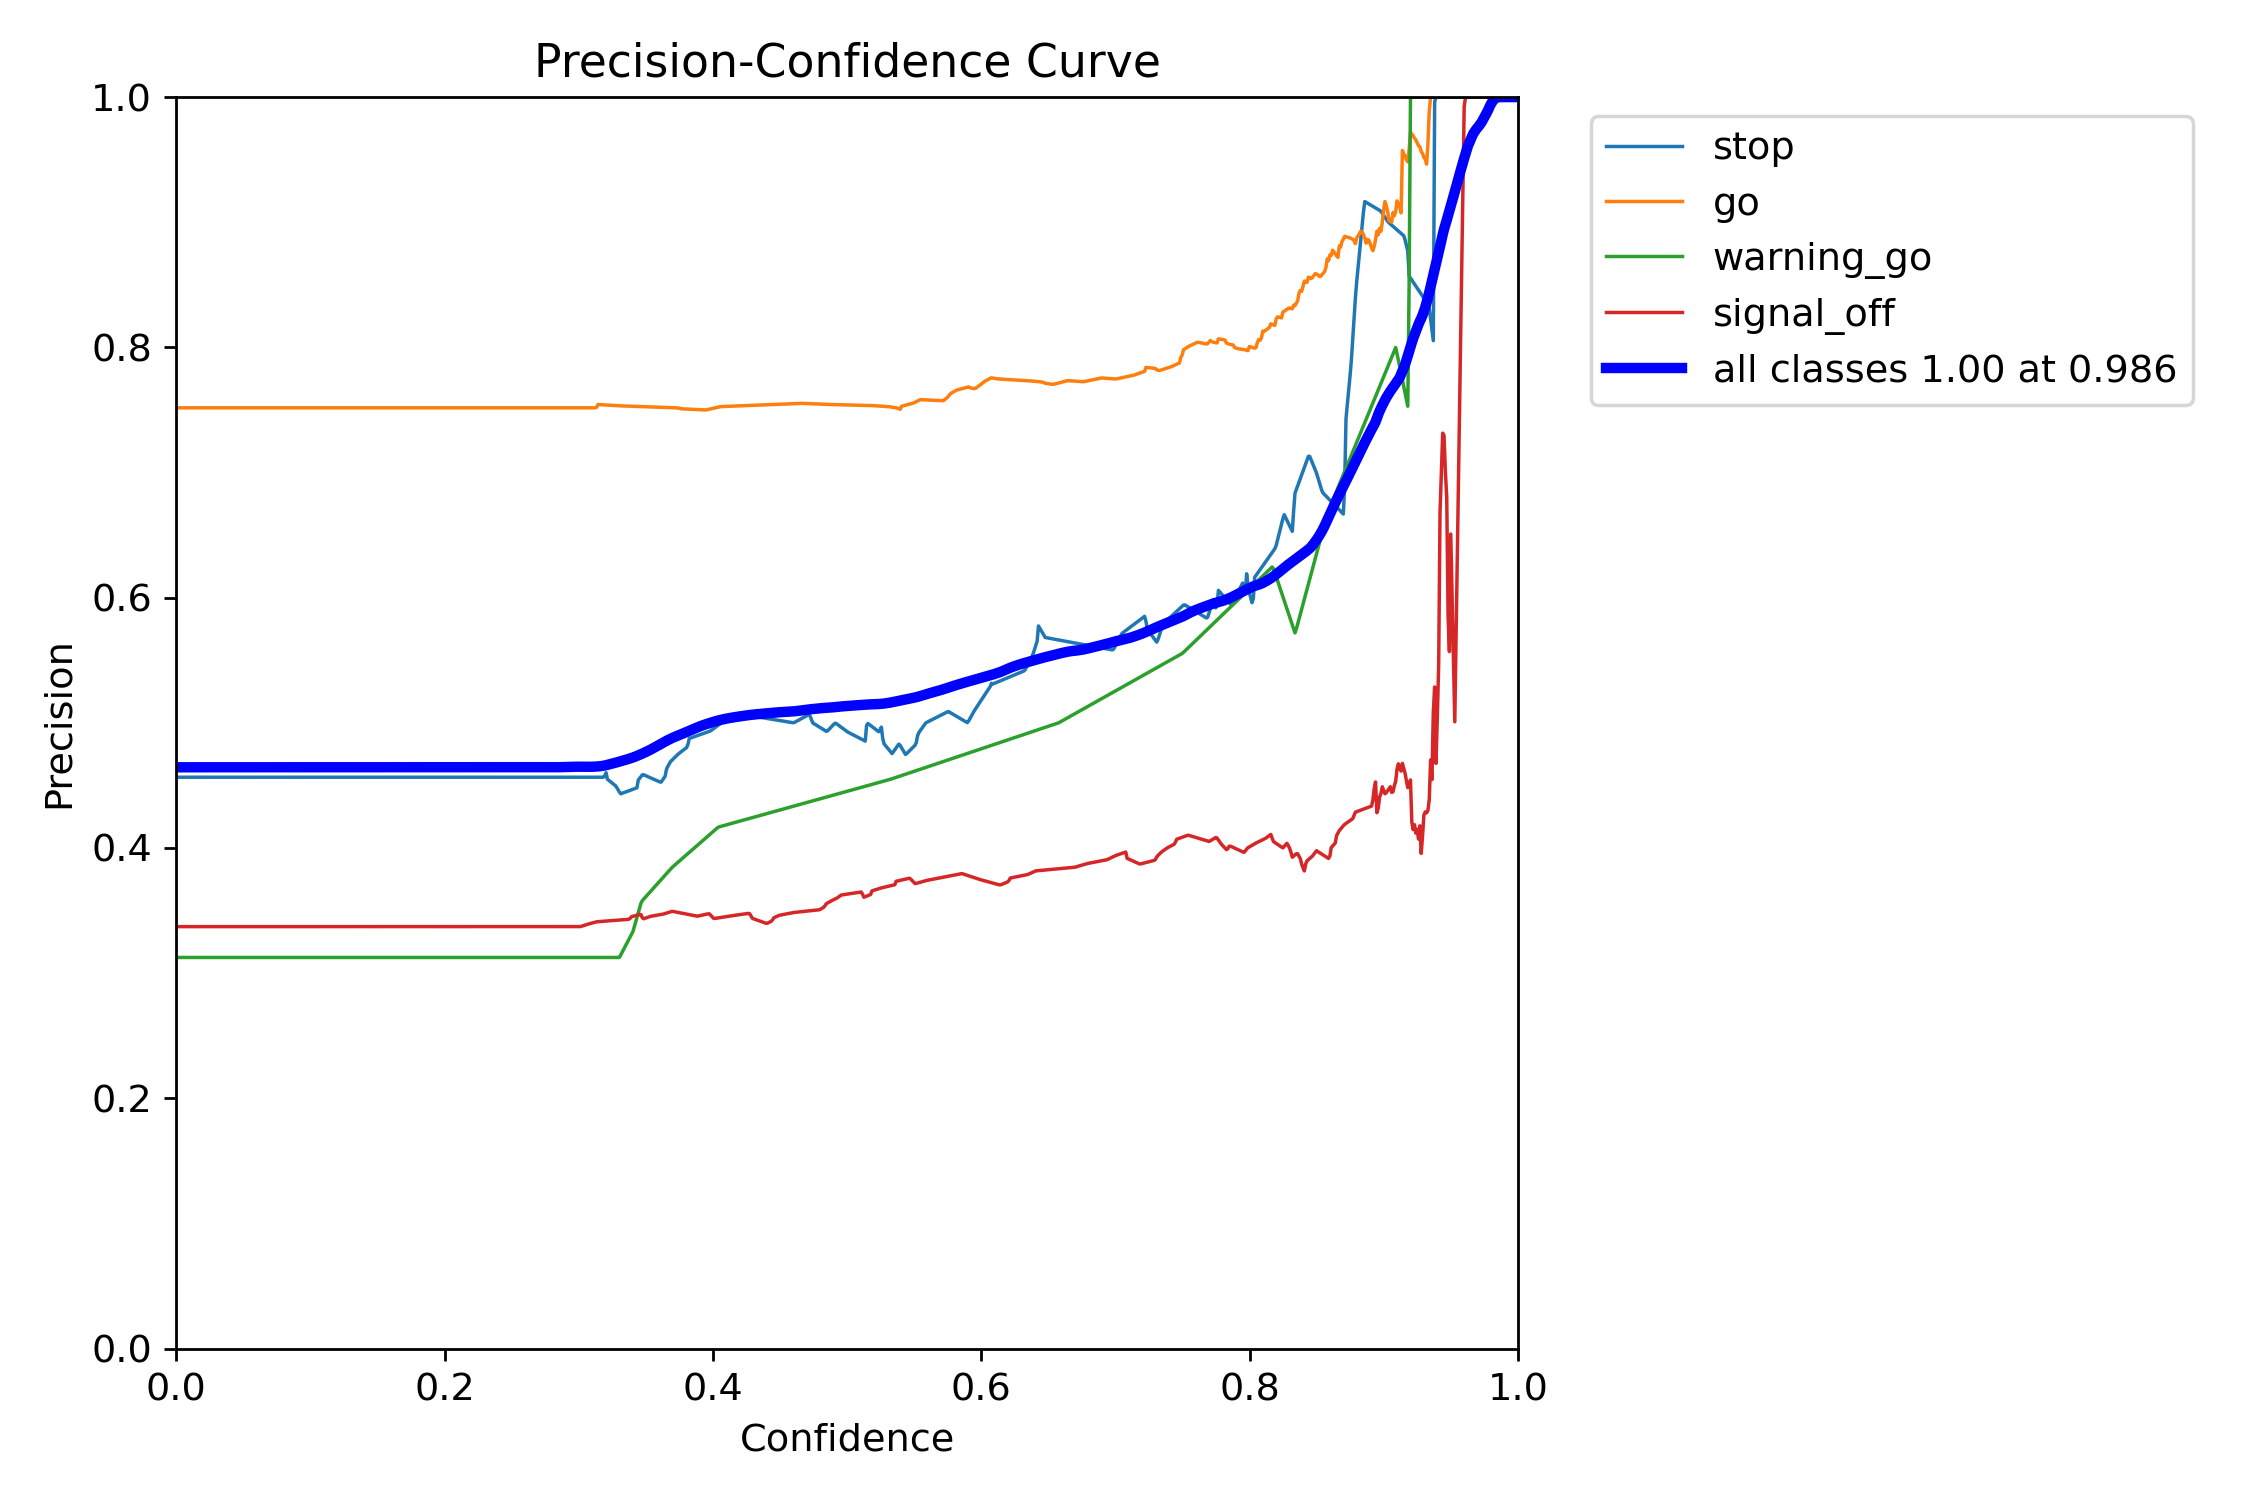 Precision-Confidence Curve
1.0
0.8
0.6
0.4
0.2
0.0
Precision
0.0 0.2 0.4 0.6 0.8 1.0
Confidence
stop
go
warning_go
signal_off
all classes 1.00 at 0.986